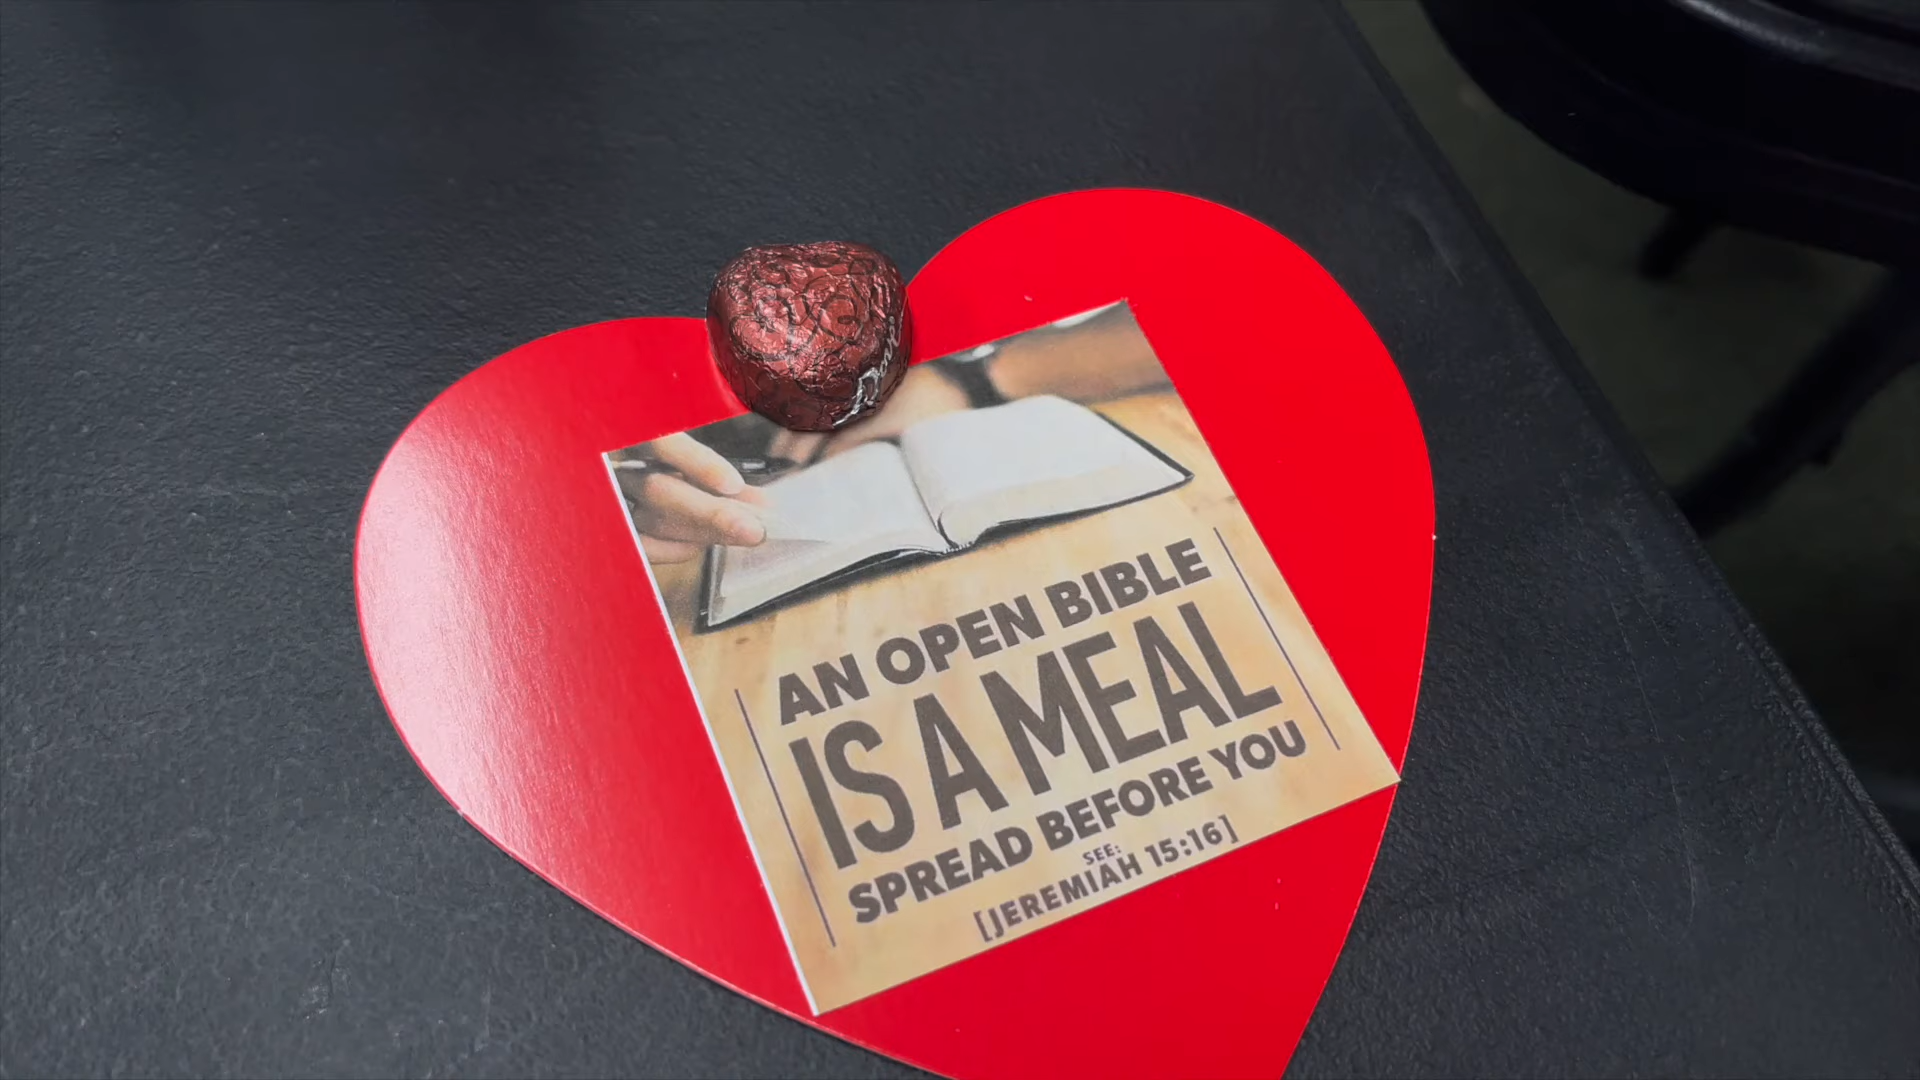 AN OPEN BIBLE
IS A MEAL
SPREAD BEFORE YOU
SEE:
[JEREMIAH 15:16]